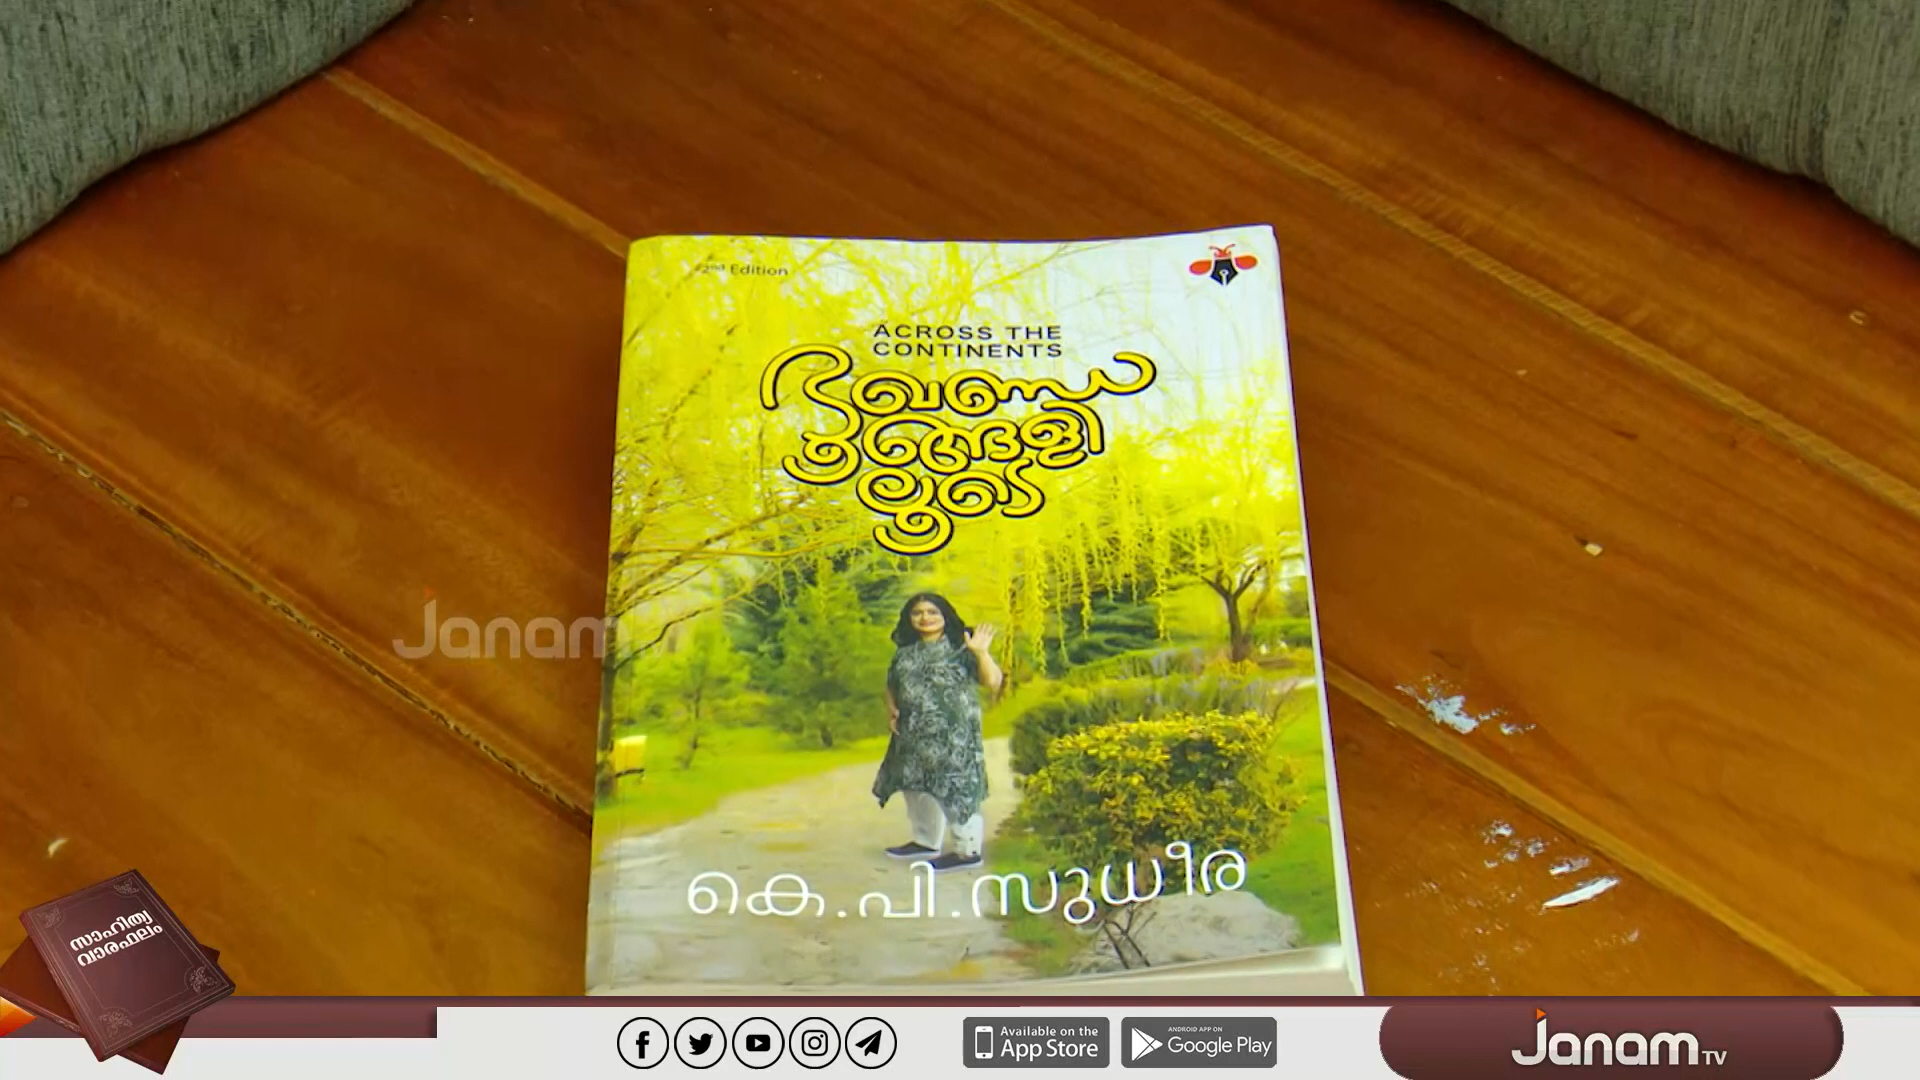 2nd Edition
ACROSS THE
CONTINENTS
ഭൂഖണ്ഡ
ങ്ങളി
ലൂടെ
Janam
കെ.പി.സുധീര
സാഹിത്യ
വാരഫലം
Available on the
App Store
ANDROID APP ON
Google Play
Janam TV